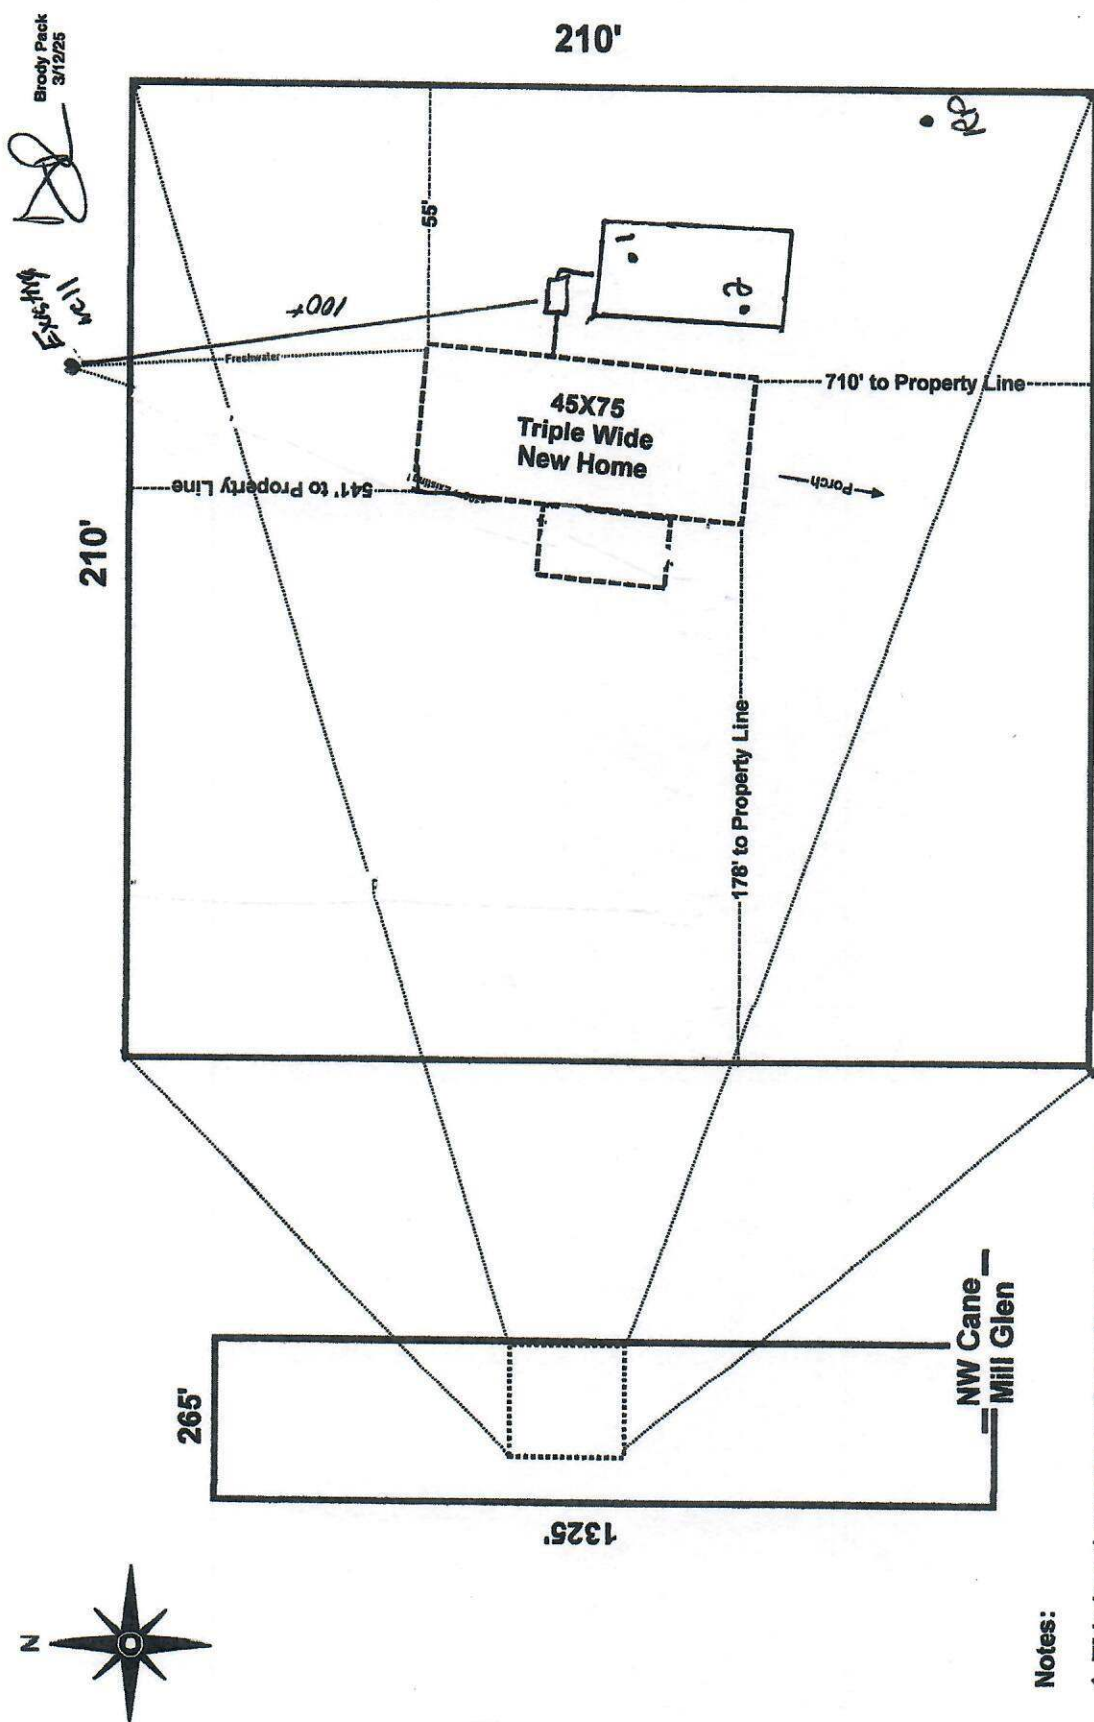 Brody Pack
3/12/25
210'
Existing
well
100+
Freshwater
55'
210'
541' to Property Line
Existing
45X75
Triple Wide
New Home
1
2
RP
710' to Property Line
Porch
178' to Property Line
265'
1325'
NW Cane
Mill Glen
N
Notes: